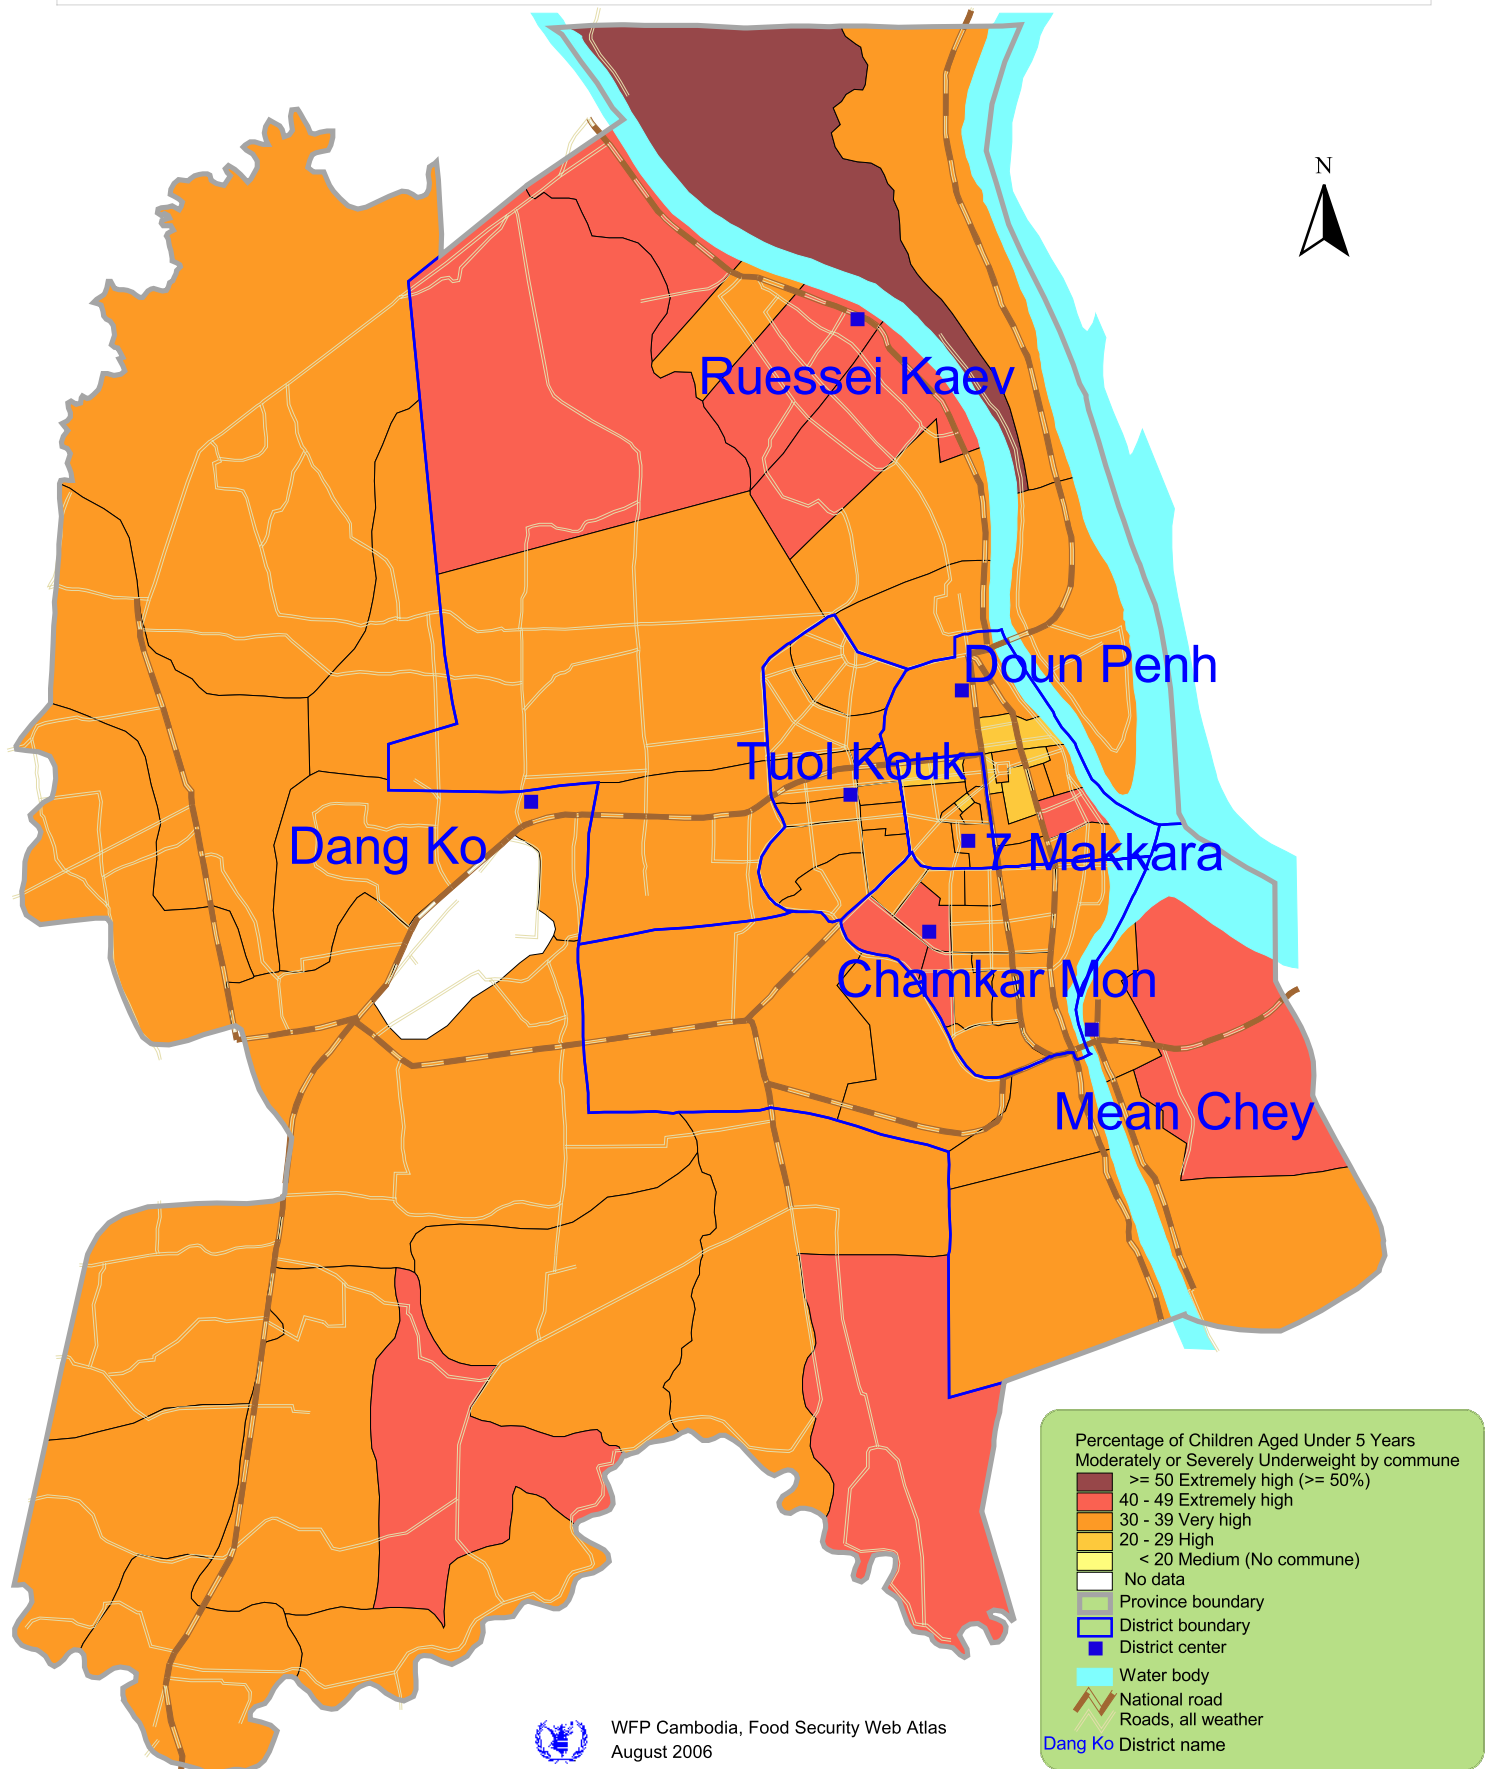 N
Ruessei Kaev
Doun Penh
Tuol Kouk
Dang Ko
7 Makkara
Chamkar Mon
Mean Chey
Percentage of Children Aged Under 5 Years
Moderately or Severely Underweight by commune
>= 50 Extremely high (>= 50%)
40 - 49 Extremely high
30 - 39 Very high
20 - 29 High
< 20 Medium (No commune)
No data
Province boundary
District boundary
District center
Water body
National road
Roads, all weather
Dang Ko District name
WFP Cambodia, Food Security Web Atlas
August 2006